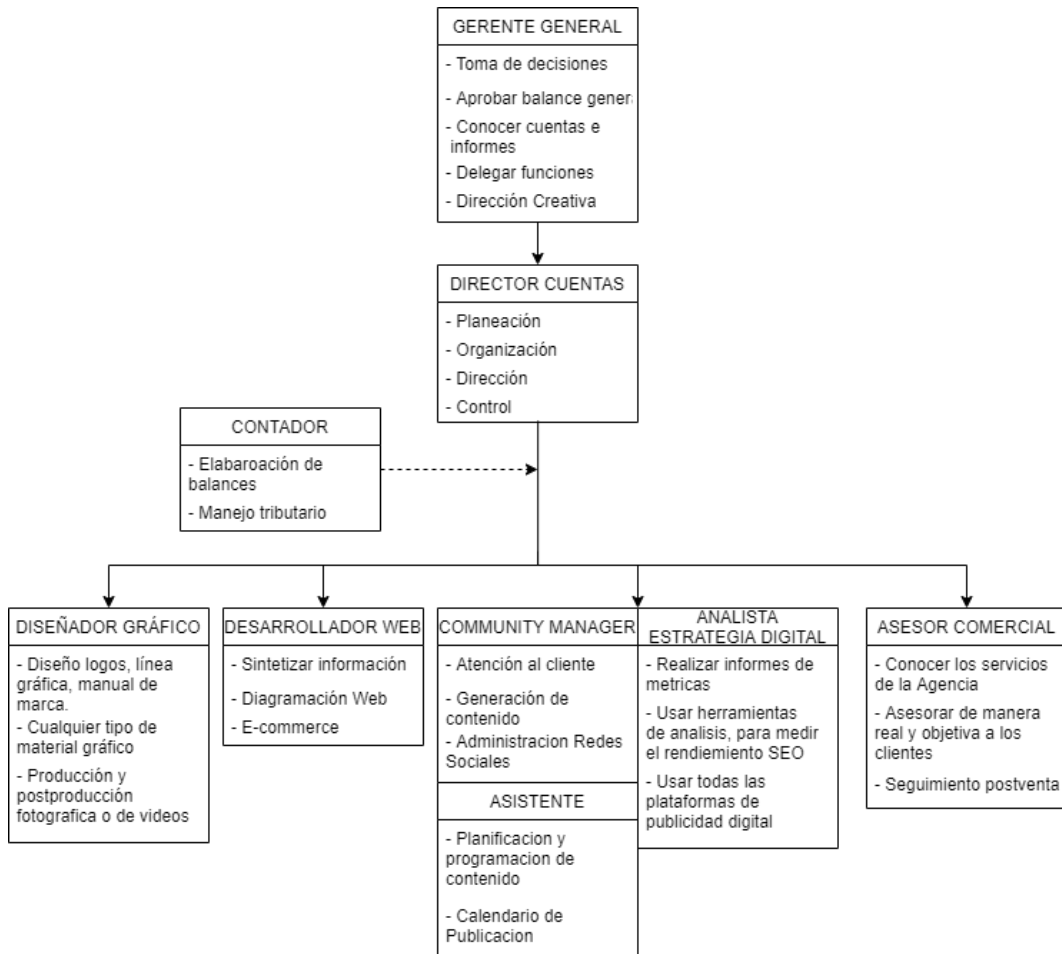 GERENTE GENERAL
- Toma de decisiones
- Aprobar balance genera
- Conocer cuentas e
informes
- Delegar funciones
- Dirección Creativa
DIRECTOR CUENTAS
- Planeación
- Organización
- Dirección
- Control
CONTADOR
- Elabaroación de
balances
- Manejo tributario
DISEÑADOR GRÁFICO
- Diseño logos, línea
gráfica, manual de
marca.
- Cualquier tipo de
material gráfico
- Producción y
postproducción
fotografica o de videos
DESARROLLADOR WEB
- Sintetizar información
- Diagramación Web
- E-commerce
COMMUNITY MANAGER
- Atención al cliente
- Generación de
contenido
- Administracion Redes
Sociales
ASISTENTE
- Planificacion y
programacion de
contenido
- Calendario de
Publicacion
ANALISTA
ESTRATEGIA DIGITAL
- Realizar informes de
metricas
- Usar herramientas
de analisis, para medir
el rendiemiento SEO
- Usar todas las
plataformas de
publicidad digital
ASESOR COMERCIAL
- Conocer los servicios
de la Agencia
- Asesorar de manera
real y objetiva a los
clientes
- Seguimiento postventa